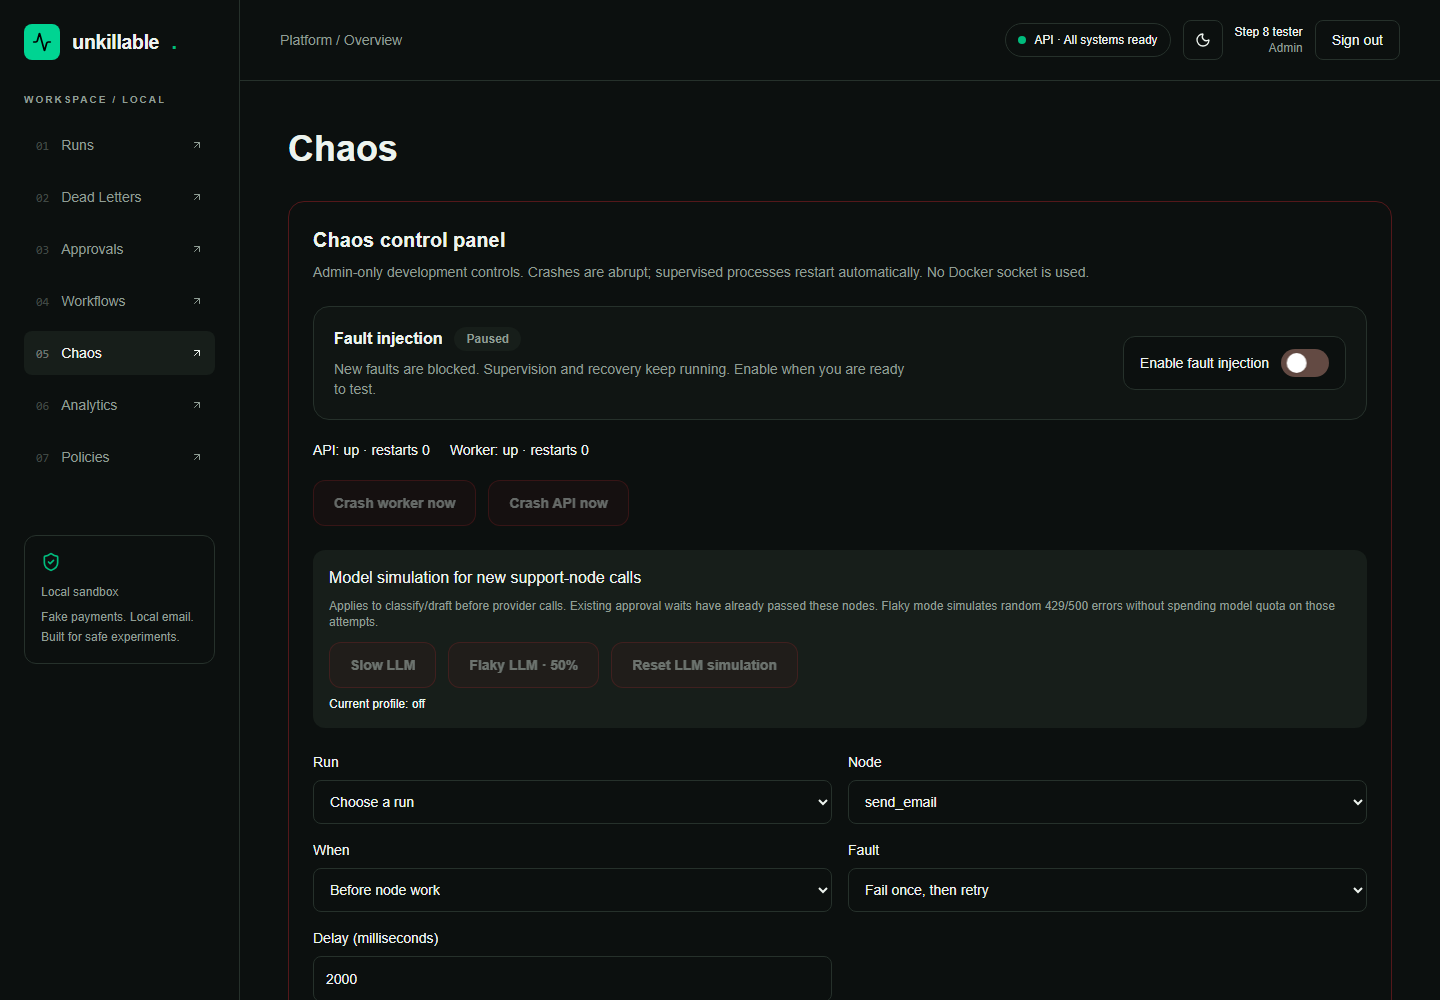 unkillable .
WORKSPACE / LOCAL
01 Runs
02 Dead Letters
03 Approvals
04 Workflows
05 Chaos
06 Analytics
07 Policies
Local sandbox
Fake payments. Local email.
Built for safe experiments.
Platform / Overview
API · All systems ready
Step 8 tester
Admin
Sign out
Chaos
Chaos control panel
Admin-only development controls. Crashes are abrupt; supervised processes restart automatically. No Docker socket is used.
Fault injection Paused
New faults are blocked. Supervision and recovery keep running. Enable when you are ready
to test.
Enable fault injection
API: up · restarts 0 Worker: up · restarts 0
Crash worker now Crash API now
Model simulation for new support-node calls
Applies to classify/draft before provider calls. Existing approval waits have already passed these nodes. Flaky mode simulates random 429/500 errors without spending model quota on those
attempts.
Slow LLM Flaky LLM · 50% Reset LLM simulation
Current profile: off
Run Node
Choose a run send_email
When Fault
Before node work Fail once, then retry
Delay (milliseconds)
2000